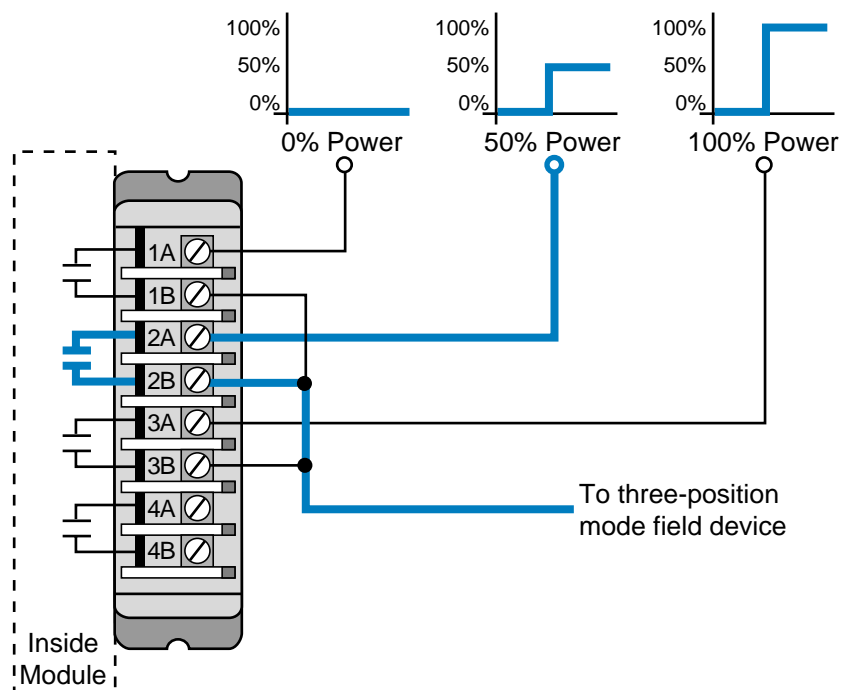 100%
50%
0%
0% Power
100%
50%
0%
50% Power
100%
50%
0%
100% Power
1A
1B
2A
2B
3A
3B
4A
4B
To three-position
mode field device
Inside
Module